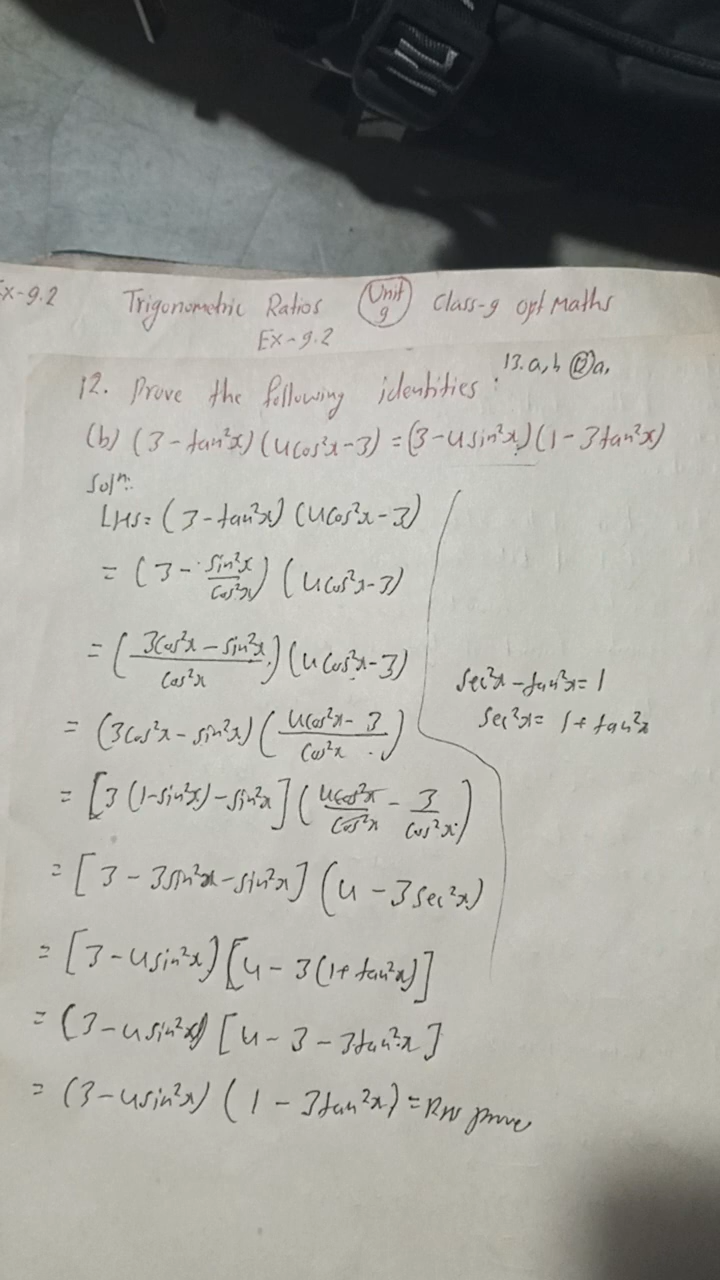 Ex-9.2 Trigonometric Ratios Unit 9 Class-9 opt Maths
Ex-9.2
13. a, b 12 a,
12. Prove the following identities :
(b) (3-tan²x)(4cos²x-3) = (3-4sin²x)(1-3tan²x)
Solⁿ:
LHS = (3-tan²x) (4cos²x-3)
= (3 - sin²x/cos²x) (4cos²x-3)
= (3cos²x - sin²x/cos²x) (4cos²x-3)
sec²x - tan²x = 1
sec²x = 1 + tan²x
= (3cos²x - sin²x) (4cos²x - 3/cos²x)
= [3 (1-sin²x) - sin²x] (4cos²x/cos²x - 3/cos²x)
= [3 - 3sin²x - sin²x] (4 - 3sec²x)
= [3 - 4sin²x) [4 - 3(1+tan²x)]
= (3-4sin²x) [4 - 3 - 3tan²x]
= (3-4sin²x) (1 - 3tan²x) = RHS prove